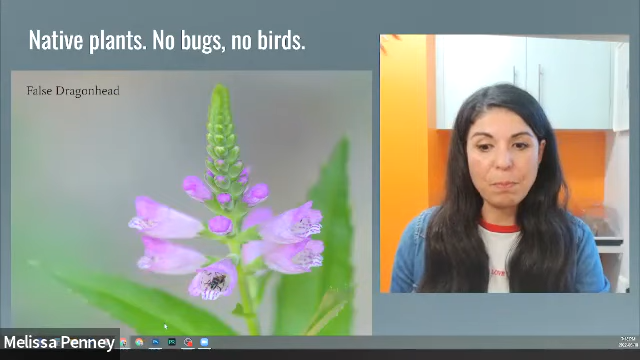 Native plants. No bugs, no birds.
False Dragonhead
Melissa Penney